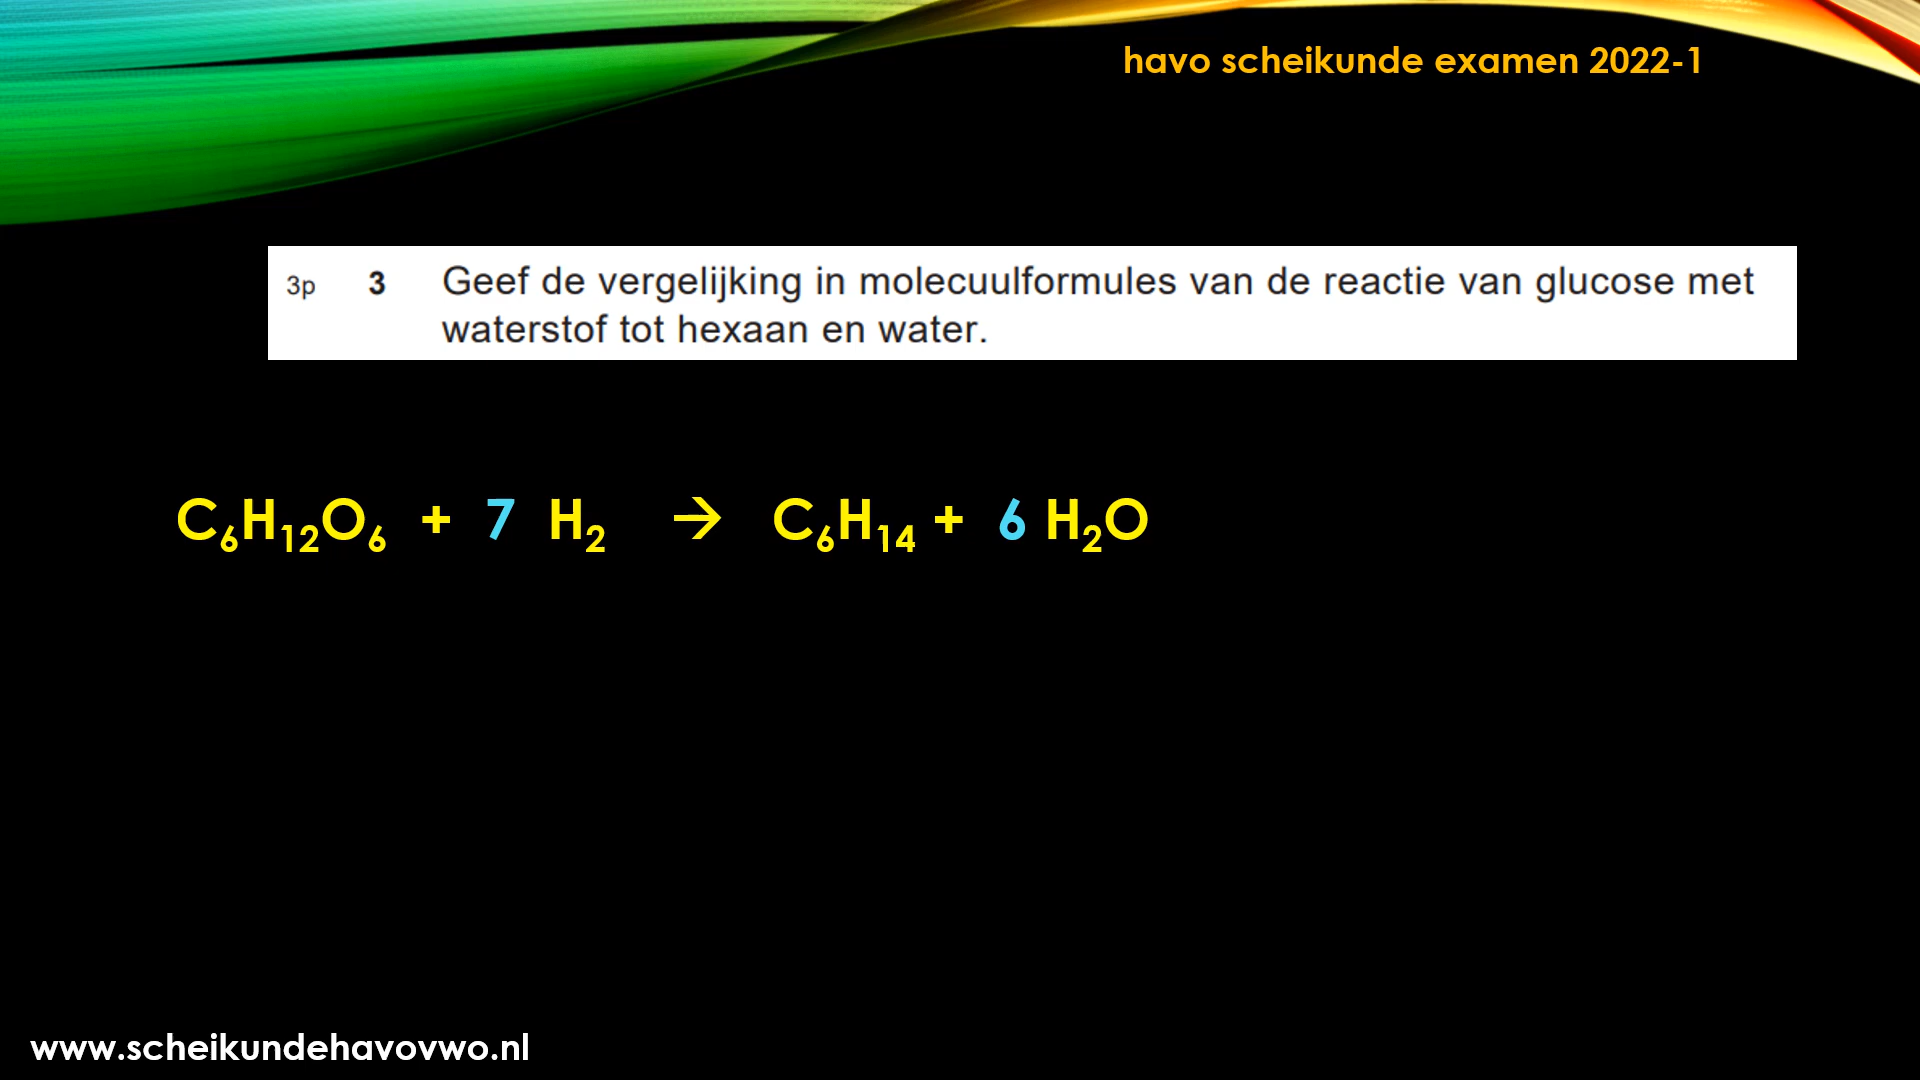 havo scheikunde examen 2022-1
3p 3 Geef de vergelijking in molecuulformules van de reactie van glucose met
waterstof tot hexaan en water.
C₆H₁₂O₆ + 7 H₂ → C₆H₁₄ + 6 H₂O
www.scheikundehavovwo.nl